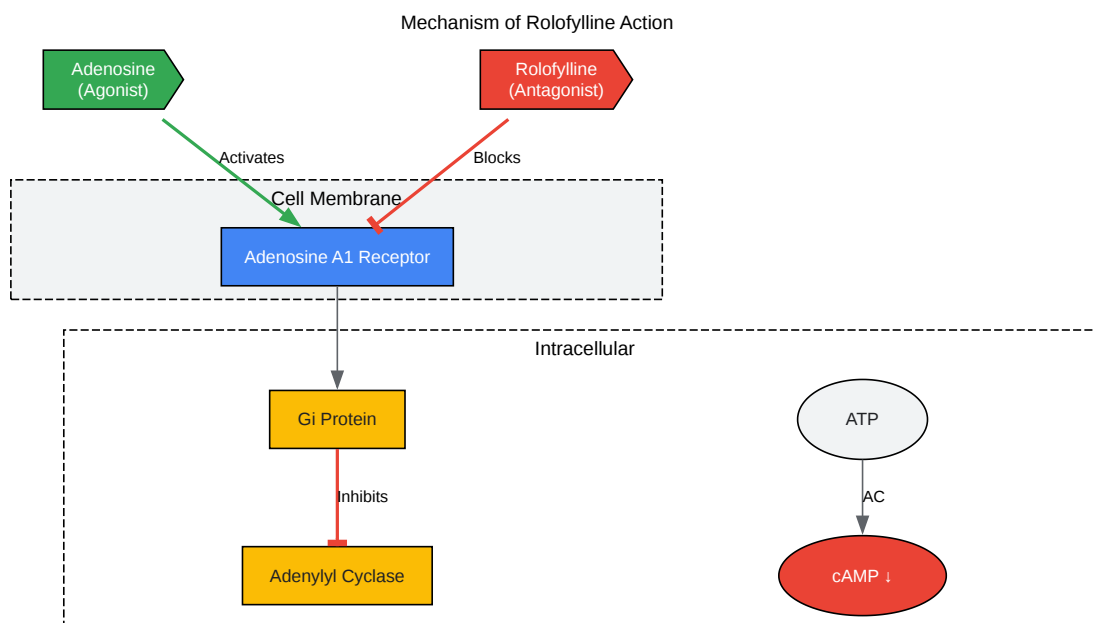 Mechanism of Rolofylline Action
Adenosine
(Agonist)
Rolofylline
(Antagonist)
Activates
Blocks
Cell Membrane
Adenosine A1 Receptor
Intracellular
Gi Protein
ATP
Inhibits
AC
Adenylyl Cyclase
cAMP ↓